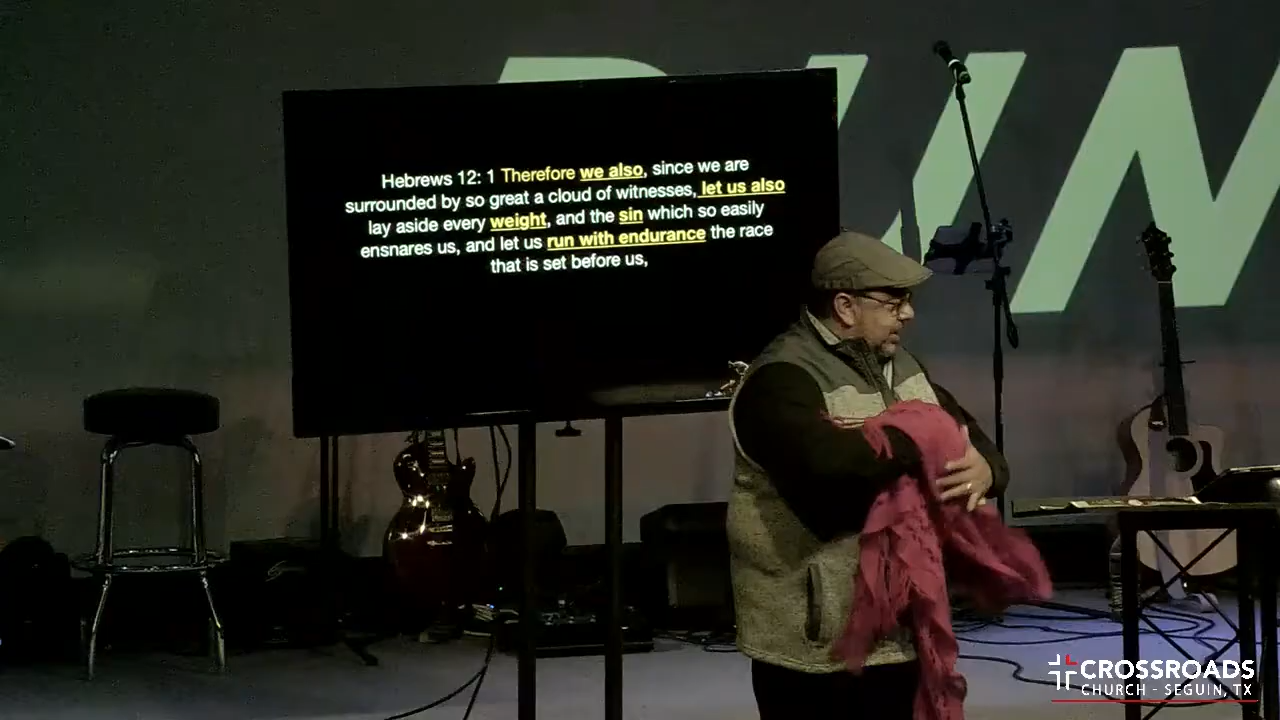 Hebrews 12: 1 Therefore we also, since we are
surrounded by so great a cloud of witnesses, let us also
lay aside every weight, and the sin which so easily
ensnares us, and let us run with endurance the race
that is set before us,
CROSSROADS
CHURCH - SEGUIN, TX